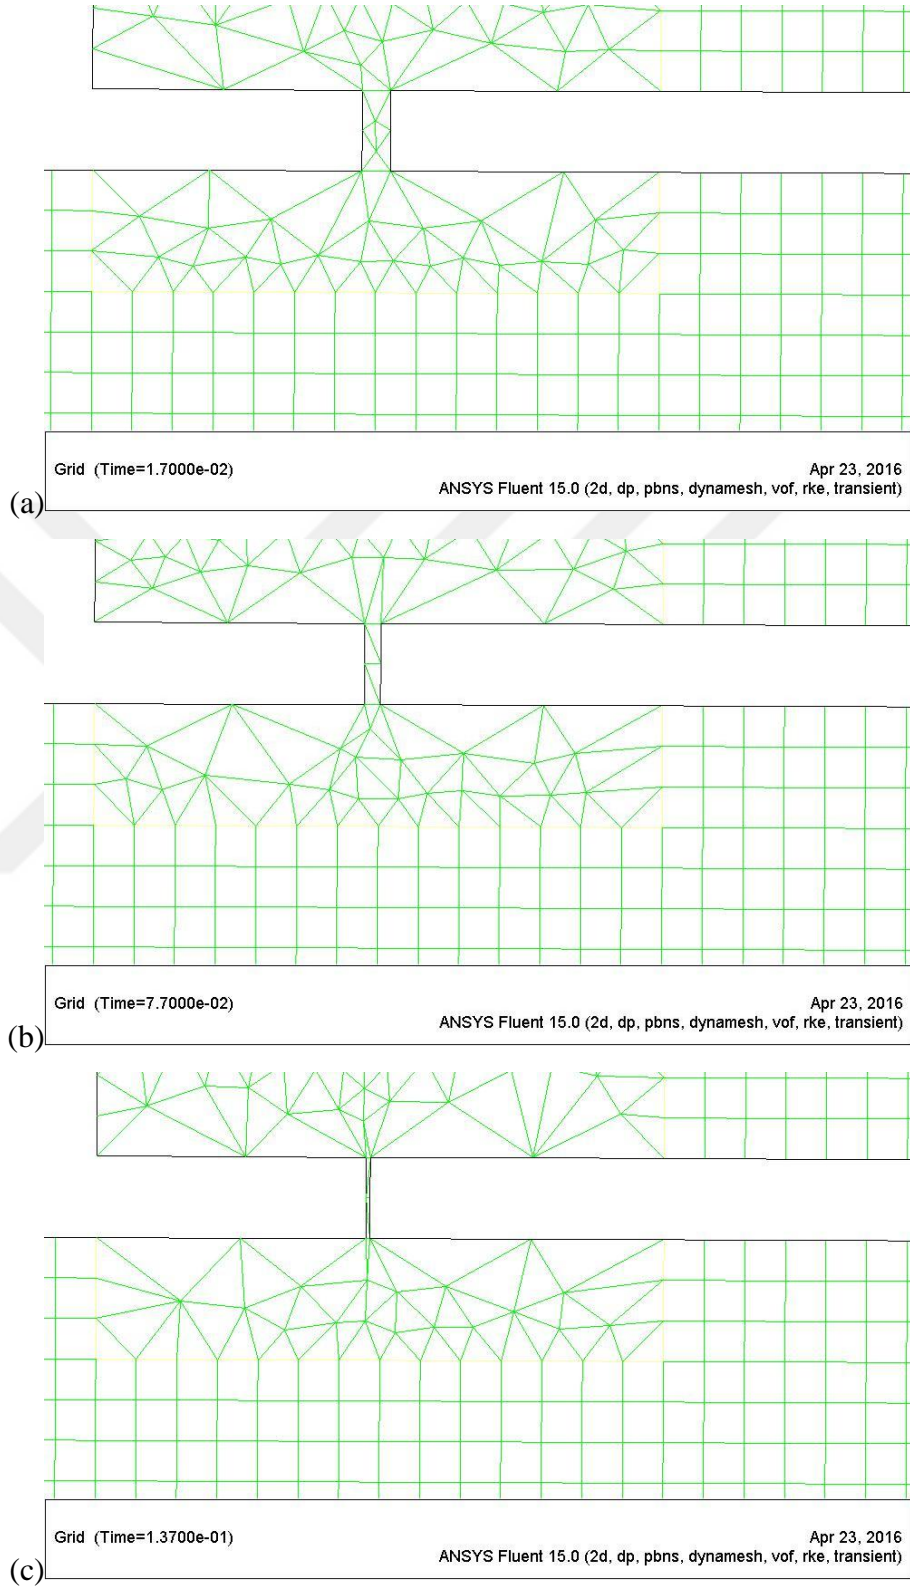 Grid (Time=1.7000e-02)
Apr 23, 2016
ANSYS Fluent 15.0 (2d, dp, pbns, dynamesh, vof, rke, transient)
(a)
Grid (Time=7.7000e-02)
Apr 23, 2016
ANSYS Fluent 15.0 (2d, dp, pbns, dynamesh, vof, rke, transient)
(b)
Grid (Time=1.3700e-01)
Apr 23, 2016
ANSYS Fluent 15.0 (2d, dp, pbns, dynamesh, vof, rke, transient)
(c)